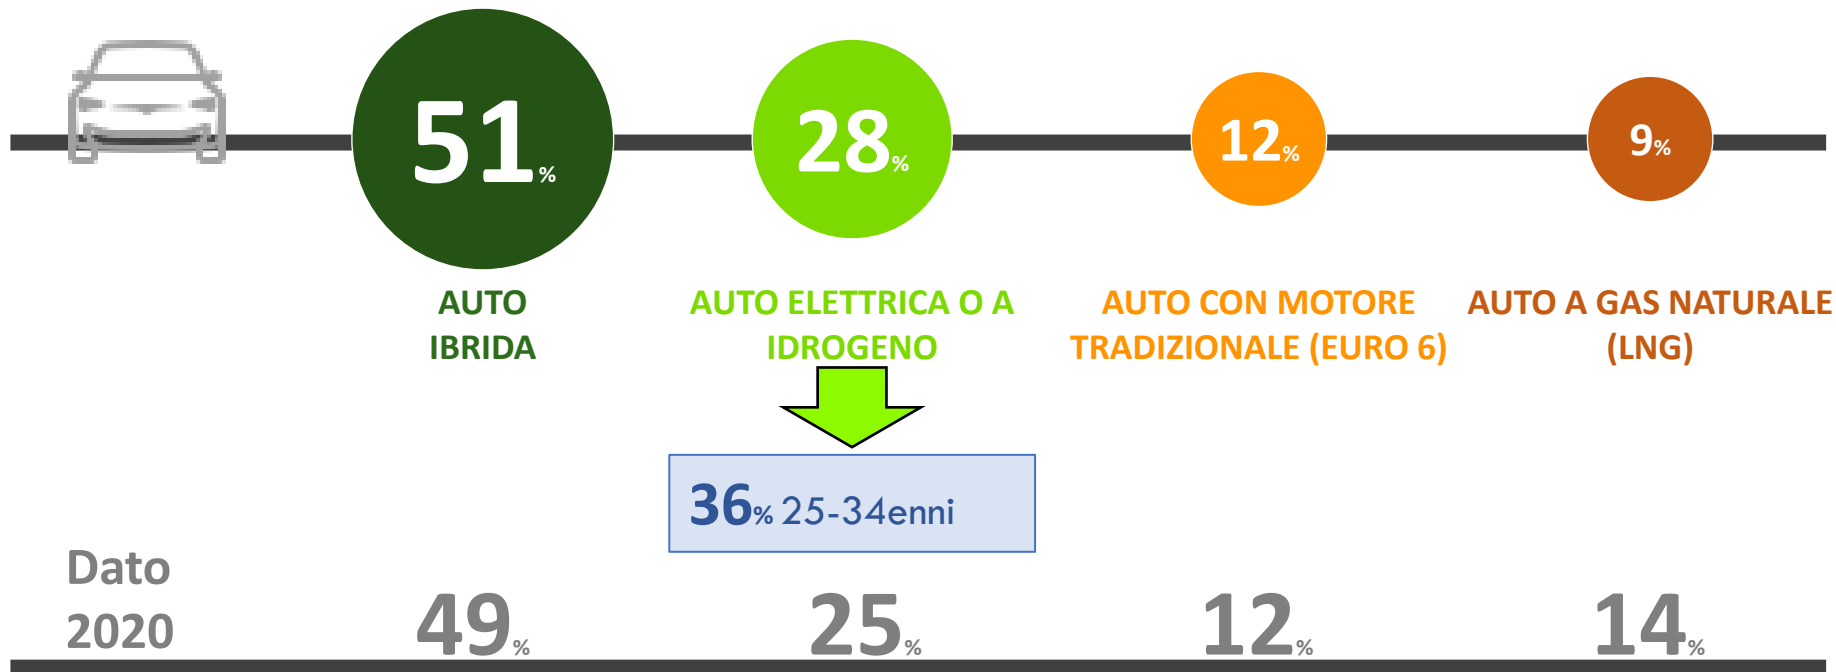 51%
28%
12%
9%
AUTO
IBRIDA
AUTO ELETTRICA O A
IDROGENO
AUTO CON MOTORE
TRADIZIONALE (EURO 6)
AUTO A GAS NATURALE
(LNG)
36% 25-34enni
Dato
2020
49%
25%
12%
14%